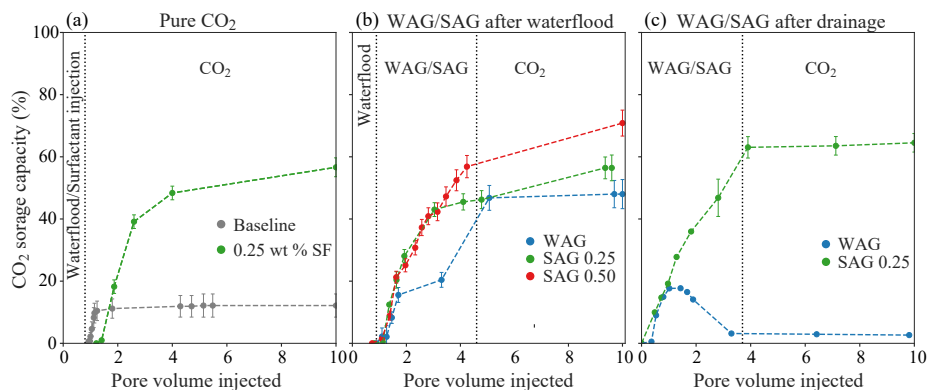 (a) Pure CO2
(b) WAG/SAG after waterflood
(c) WAG/SAG after drainage
CO2 sorage capacity (%)
100
80
60
40
20
0
Waterflood/Surfactant injection
CO2
Baseline
0.25 wt % SF
0 2 4 6 8 10
Pore volume injected
Waterflood
WAG/SAG
CO2
WAG
SAG 0.25
SAG 0.50
0 2 4 6 8 10
Pore volume injected
WAG/SAG
CO2
WAG
SAG 0.25
0 2 4 6 8 10
Pore volume injected